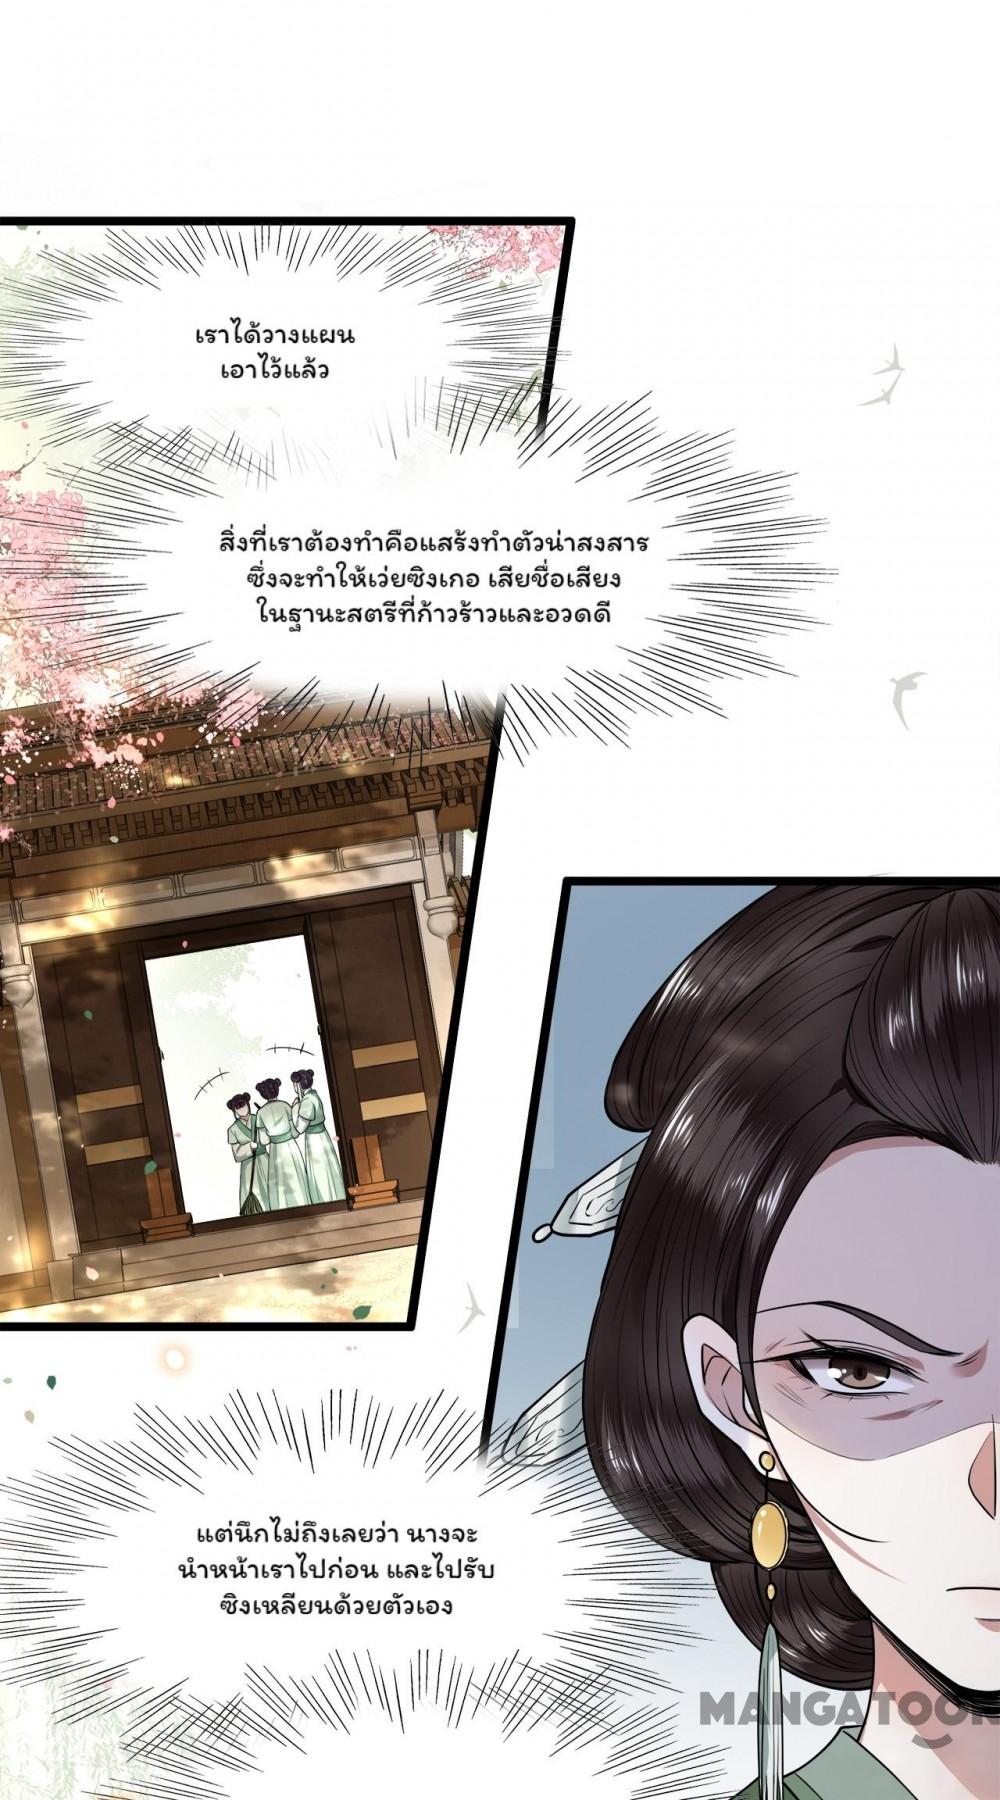 เราได้วางแผน
เอาไว้แล้ว
สิ่งที่เราต้องทำคือแสร้งทำตัวน่าสงสาร
ซึ่งจะทำให้เว่ยซิงเกอ เสียชื่อเสียง
ในฐานะสตรีที่ก้าวร้าวและอวดดี
แต่นึกไม่ถึงเลยว่า นางจะ
นำหน้าเราไปก่อน และไปรับ
ซิงเหลียนด้วยตัวเอง
MANGATOON